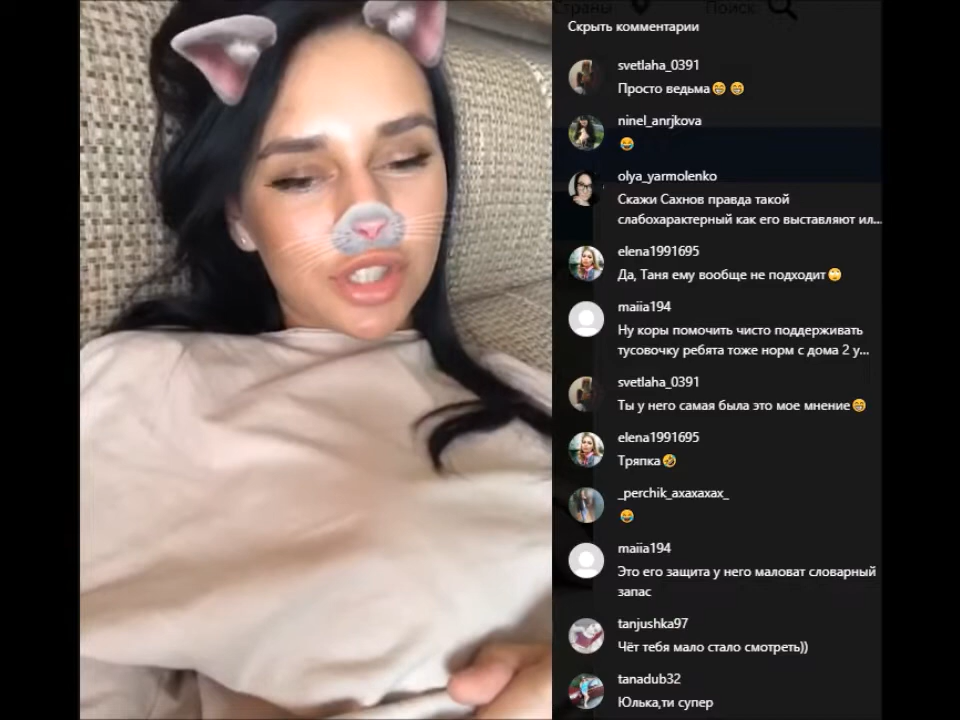 Страны Поиск
Скрыть комментарии
svetlaha_0391
Просто ведьма😁😁
ninel_anrjkova
😂
olya_yarmolenko
Скажи Сахнов правда такой
слабохарактерный как его выставляют ил...
elena1991695
Да, Таня ему вообще не подходит🙄
maiia194
Ну коры помочить чисто поддерживать
тусовочку ребята тоже норм с дома 2 у...
svetlaha_0391
Ты у него самая была это мое мнение😁
elena1991695
Тряпка🤣
_perchik_axaxaxax_
😂
maiia194
Это его защита у него маловат словарный
запас
tanjushka97
Чёт тебя мало стало смотреть))
tanadub32
Юлька,ти супер